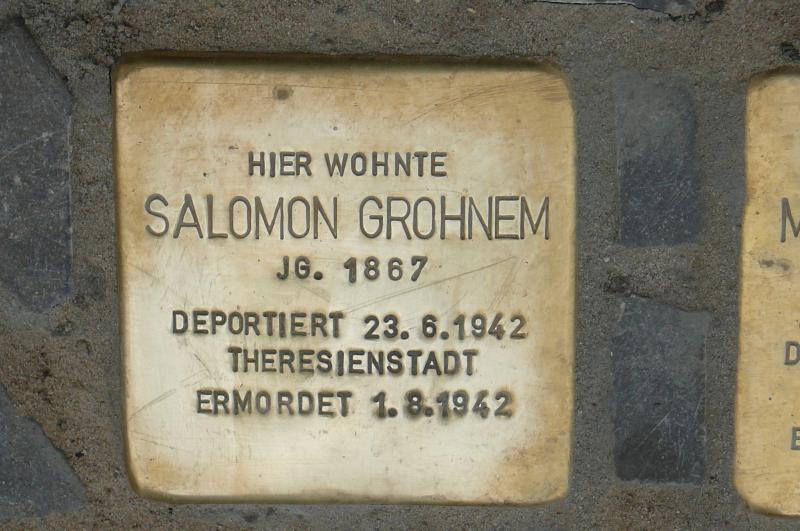 HIER WOHNTE
SALOMON GROHNEM
JG. 1867
DEPORTIERT 23.6.1942
THERESIENSTADT
ERMORDET 1.8.1942